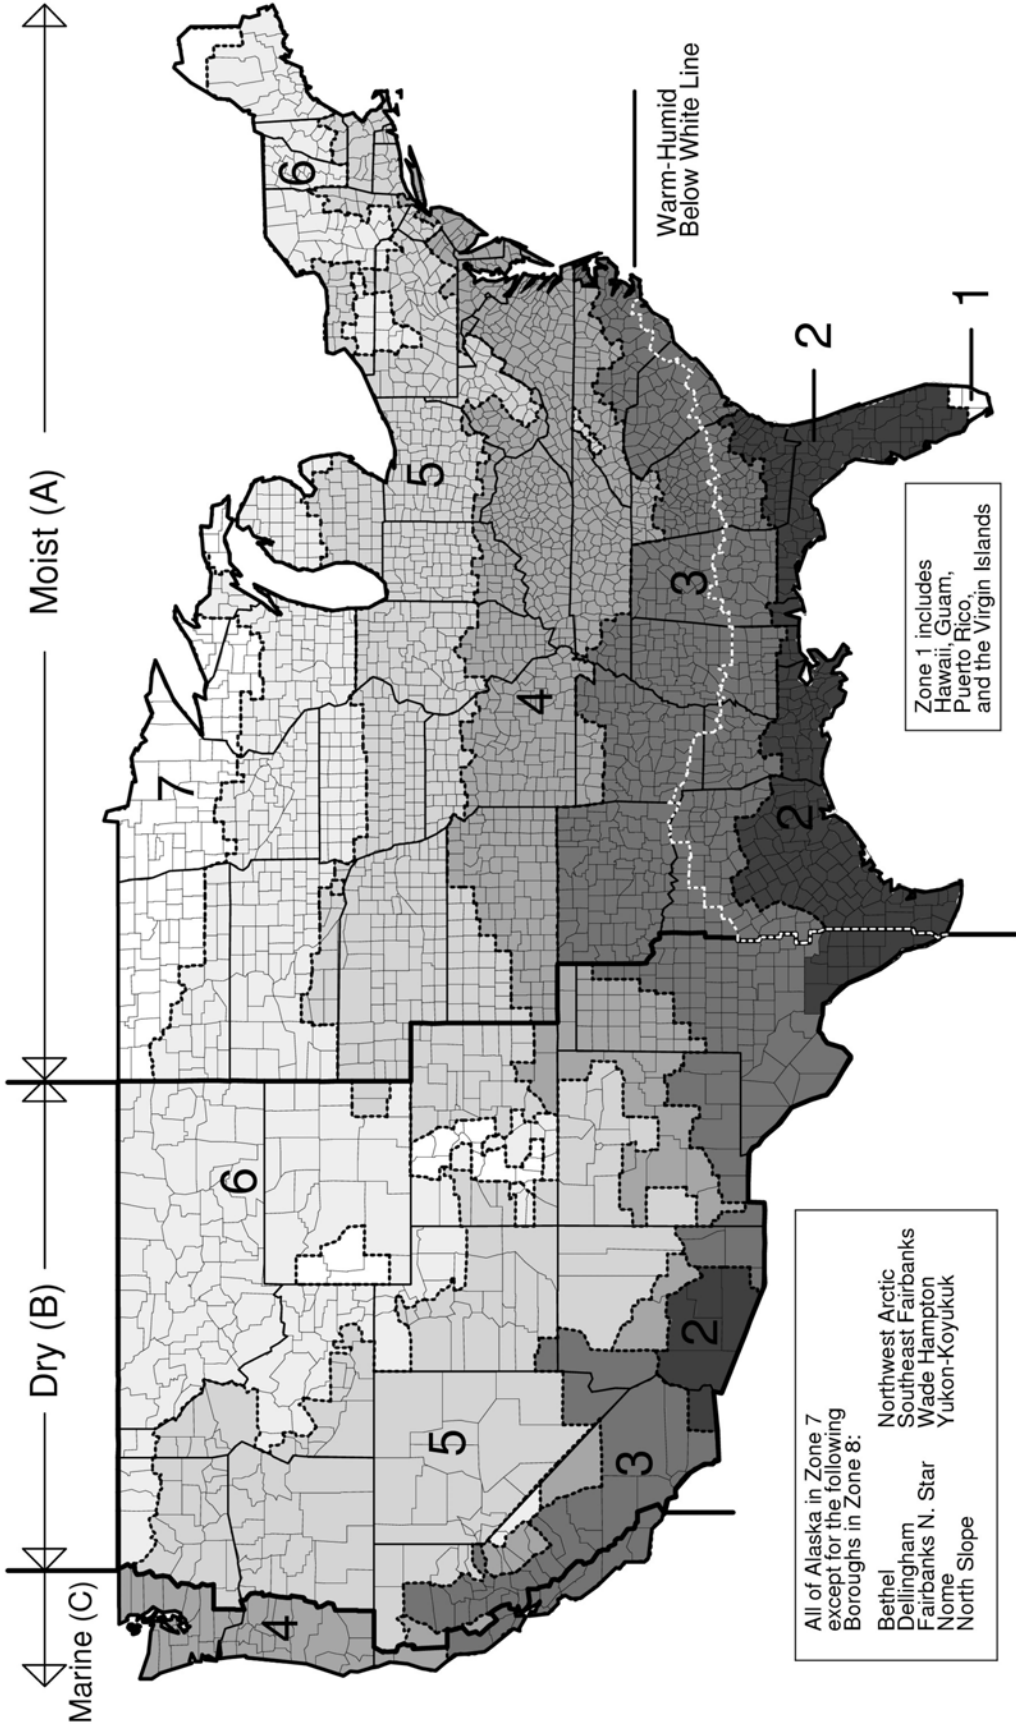 Marine (C)
Dry (B)
Moist (A)
7
6
6
5
5
4
4
3
3
2
2
2
1
Warm-Humid
Below White Line
All of Alaska in Zone 7
except for the following
Boroughs in Zone 8:
Bethel
Dellingham
Fairbanks N. Star
Nome
North Slope
Northwest Arctic
Southeast Fairbanks
Wade Hampton
Yukon-Koyukuk
Zone 1 includes
Hawaii, Guam,
Puerto Rico,
and the Virgin Islands